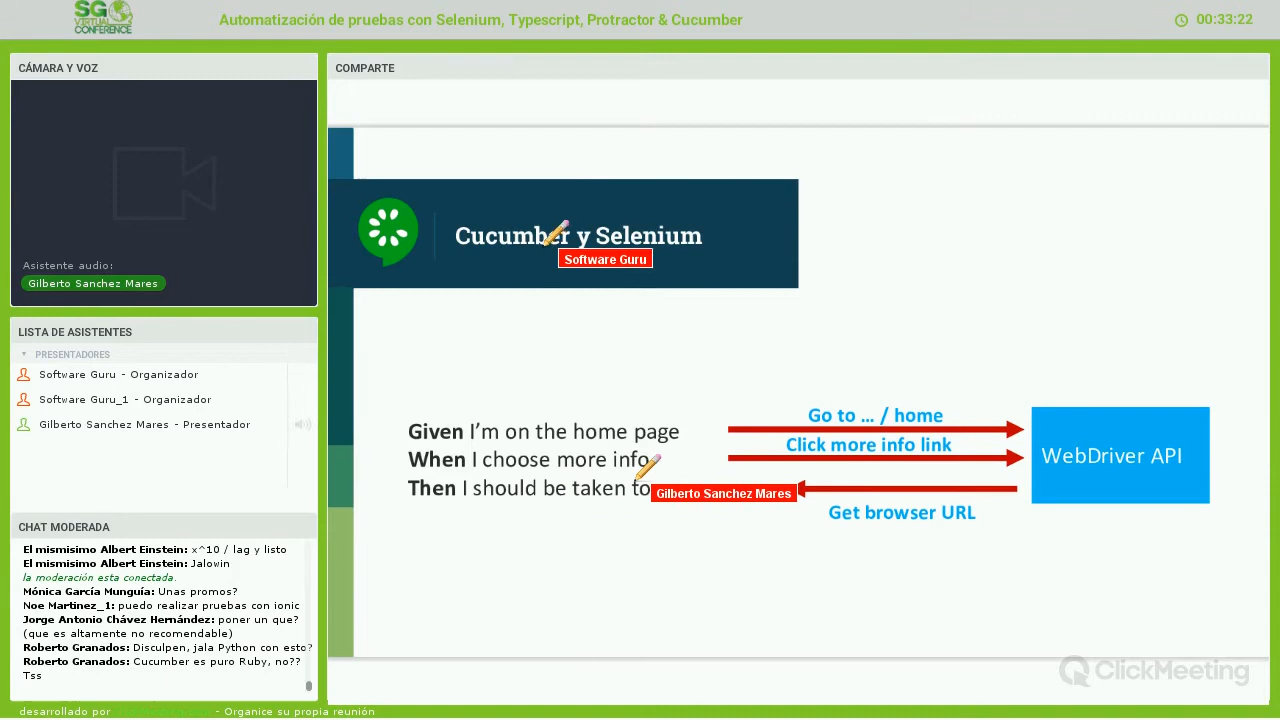 SG
VIRTUAL
CONFERENCE
Automatización de pruebas con Selenium, Typescript, Protractor & Cucumber
00:33:22
CÁMARA Y VOZ
Asistente audio:
Gilberto Sanchez Mares
LISTA DE ASISTENTES
PRESENTADORES
Software Guru - Organizador
Software Guru_1 - Organizador
Gilberto Sanchez Mares - Presentador
CHAT MODERADA
El mismisimo Albert Einstein: x^10 / lag y listo
El mismisimo Albert Einstein: Jalowin
la moderación esta conectada.
Mónica García Munguía: Unas promos?
Noe Martinez_1: puedo realizar pruebas con ionic
Jorge Antonio Chávez Hernández: poner un que?
(que es altamente no recomendable)
Roberto Granados: Disculpen, jala Python con esto?
Roberto Granados: Cucumber es puro Ruby, no??
Tss
desarrollado por - Organice su propia reunión
COMPARTE
Cucumber y Selenium
Software Guru
Given I'm on the home page
When I choose more info
Then I should be taken to
Gilberto Sanchez Mares
Go to ... / home
Click more info link
Get browser URL
WebDriver API
ClickMeeting